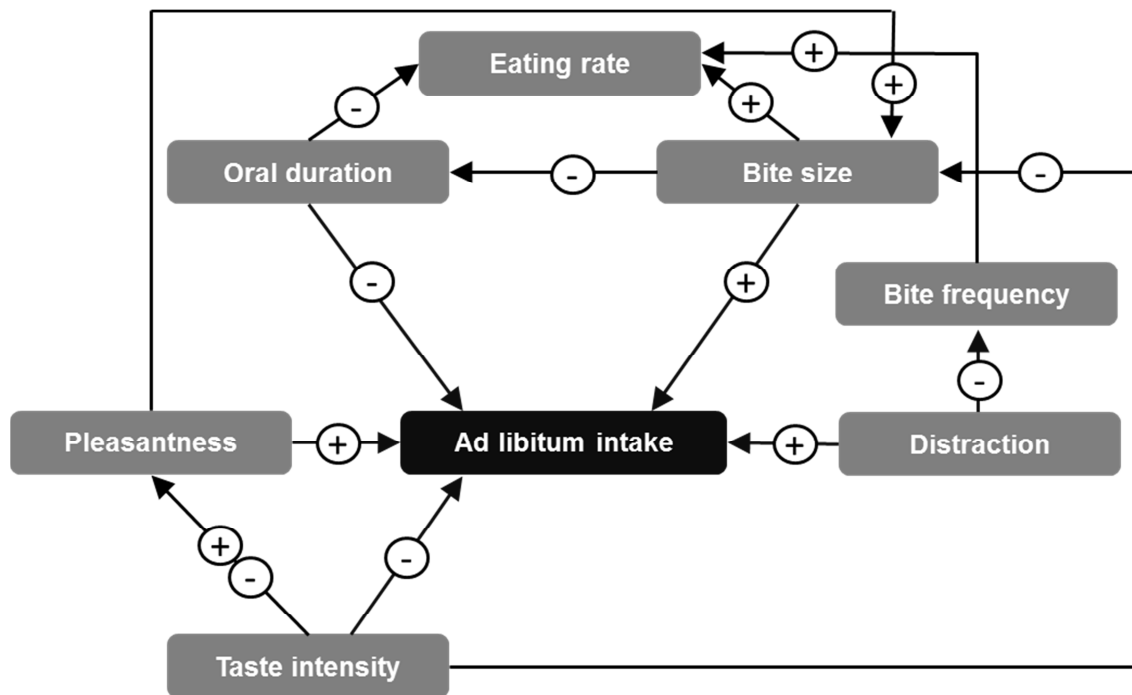 Eating rate
+
+
-
+
Oral duration
-
Bite size
-
-
+
Bite frequency
-
Pleasantness
+
Ad libitum intake
+
Distraction
+
-
-
Taste intensity